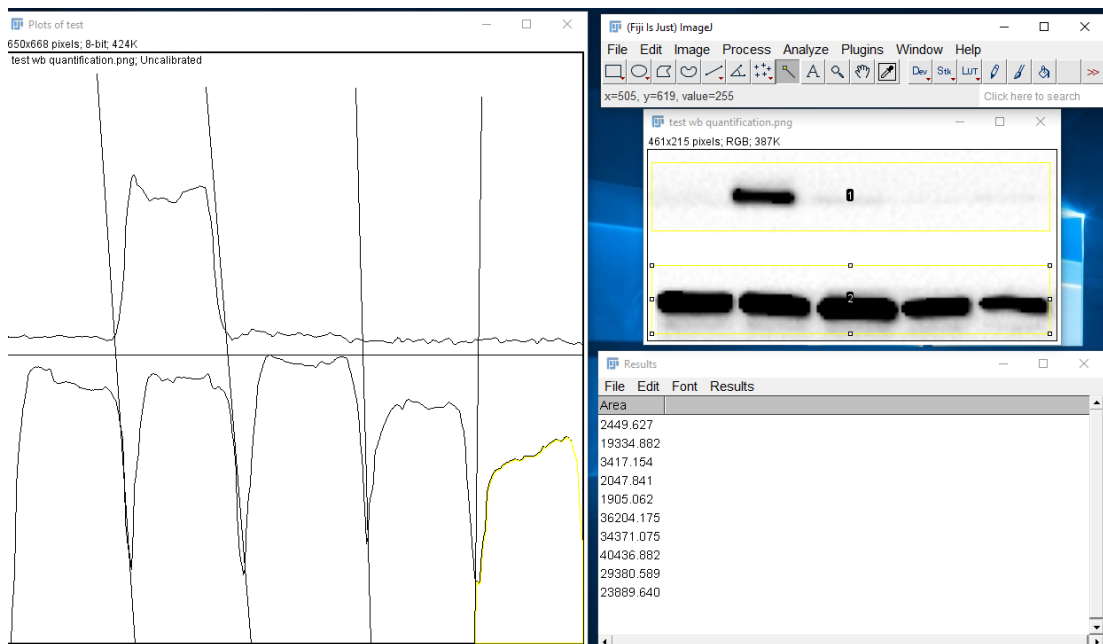 Plots of test
650x668 pixels; 8-bit; 424K
test wb quantification.png; Uncalibrated
(Fiji Is Just) ImageJ
File Edit Image Process Analyze Plugins Window Help
A Dev Stk LUT >>
x=505, y=619, value=255 Click here to search
test wb quantification.png
461x215 pixels; RGB; 387K
1
2
Results
File Edit Font Results
Area
2449.627
19334.882
3417.154
2047.841
1905.062
36204.175
34371.075
40436.882
29380.589
23889.640